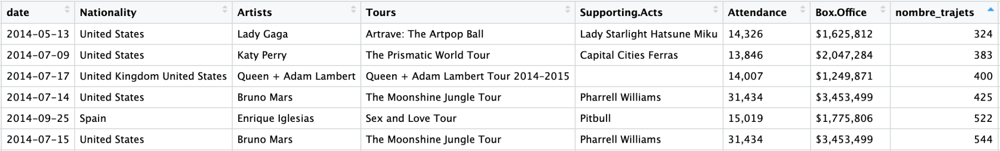 date Nationality Artists Tours Supporting.Acts Attendance Box.Office nombre_trajets
2014-05-13 United States Lady Gaga Artrave: The Artpop Ball Lady Starlight Hatsune Miku 14,326 $1,625,812 324
2014-07-09 United States Katy Perry The Prismatic World Tour Capital Cities Ferras 13,846 $2,047,284 383
2014-07-17 United Kingdom United States Queen + Adam Lambert Queen + Adam Lambert Tour 2014-2015 14,007 $1,249,871 400
2014-07-14 United States Bruno Mars The Moonshine Jungle Tour Pharrell Williams 31,434 $3,453,499 425
2014-09-25 Spain Enrique Iglesias Sex and Love Tour Pitbull 15,019 $1,775,806 522
2014-07-15 United States Bruno Mars The Moonshine Jungle Tour Pharrell Williams 31,434 $3,453,499 544